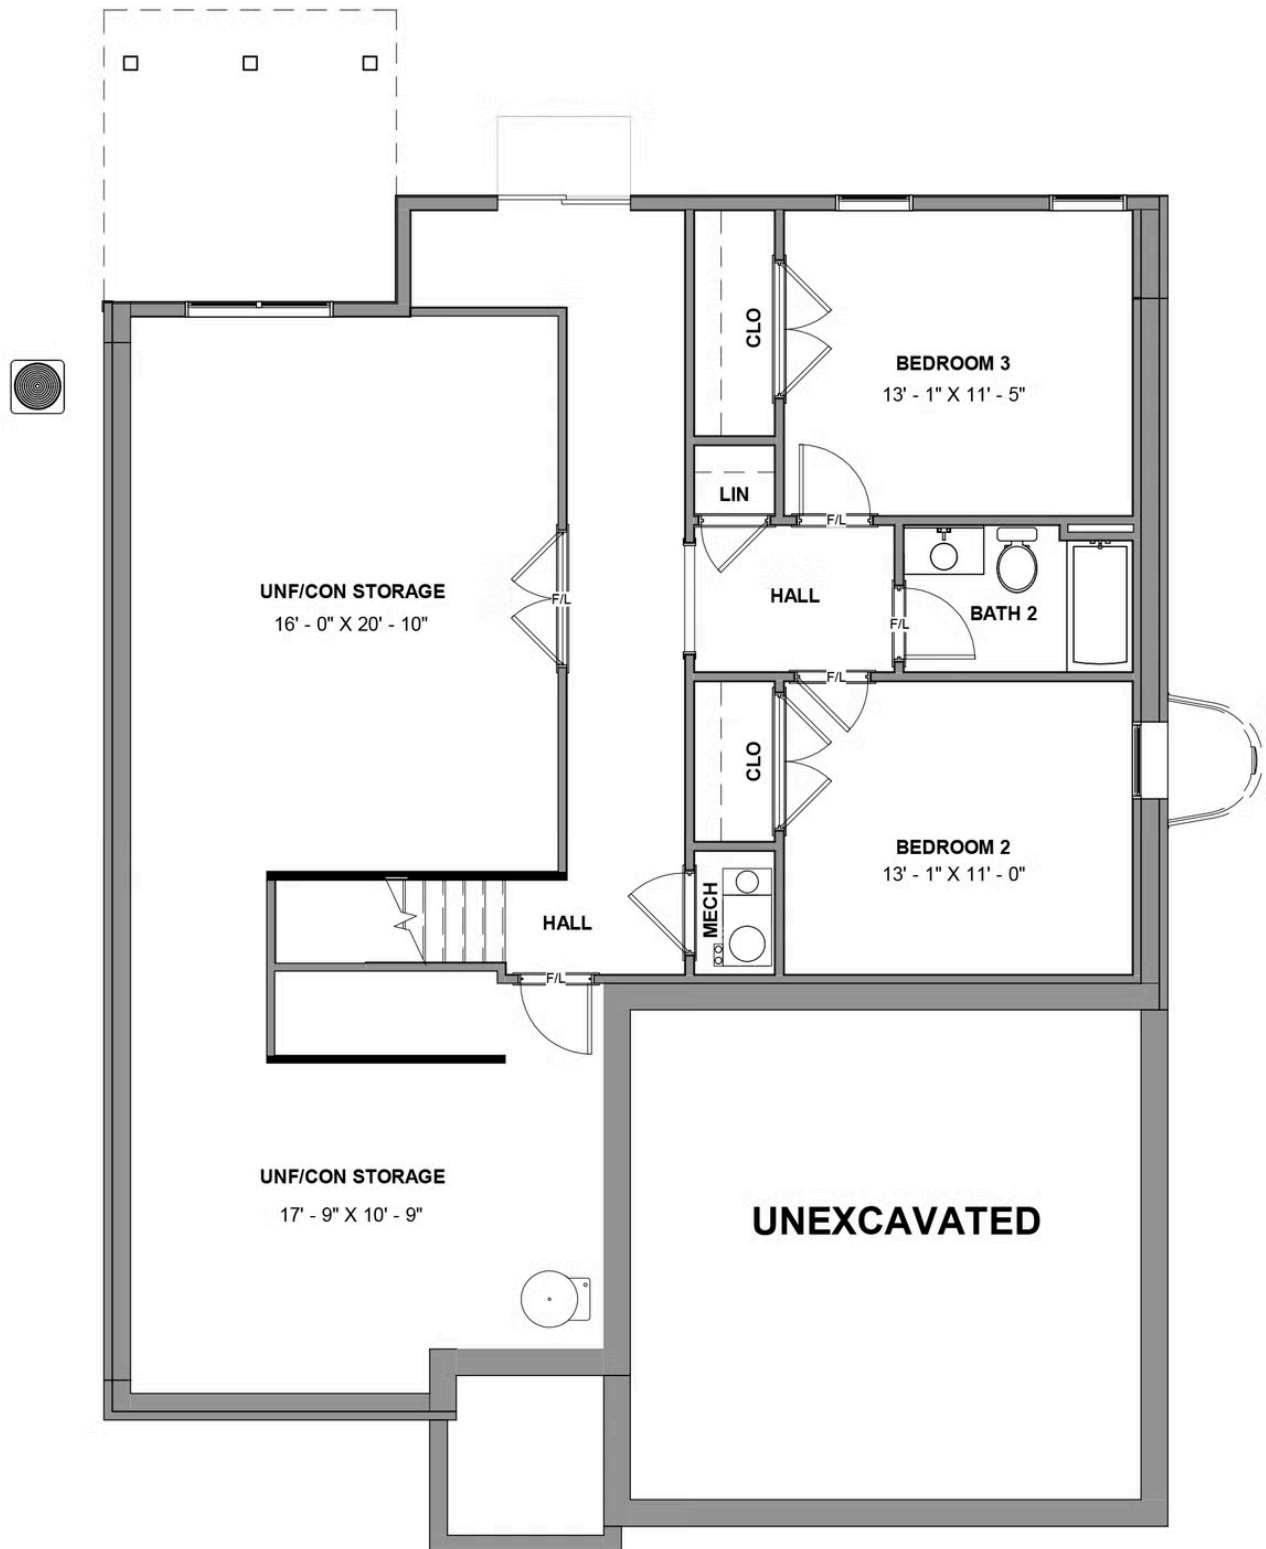 CLO
BEDROOM 3
13' - 1" X 11' - 5"
LIN
F/L
UNF/CON STORAGE
16' - 0" X 20' - 10"
F/L
HALL
F/L
BATH 2
F/L
CLO
BEDROOM 2
13' - 1" X 11' - 0"
MECH
HALL
F/L
UNF/CON STORAGE
17' - 9" X 10' - 9"
UNEXCAVATED